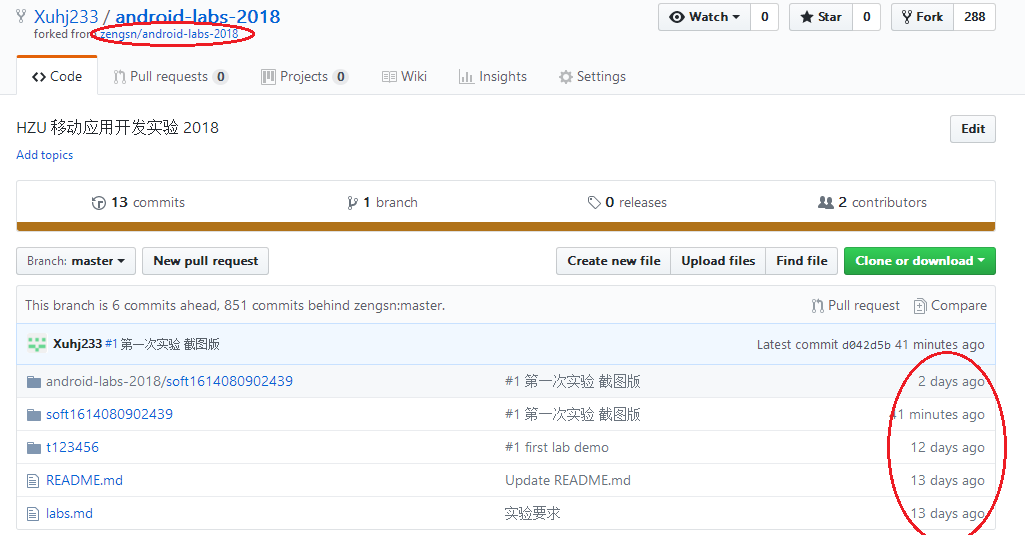 Xuhj233 / android-labs-2018
Watch 0 Star 0 Fork 288
forked from zengsn/android-labs-2018
Code Pull requests 0 Projects 0 Wiki Insights Settings
HZU 移动应用开发实验 2018
Edit
Add topics
13 commits 1 branch 0 releases 2 contributors
Branch: master New pull request Create new file Upload files Find file Clone or download
This branch is 6 commits ahead, 851 commits behind zengsn:master. Pull request Compare
Xuhj233 #1 第一次实验 截图版 Latest commit d042d5b 41 minutes ago
android-labs-2018/soft1614080902439 #1 第一次实验 截图版 2 days ago
soft1614080902439 #1 第一次实验 截图版 41 minutes ago
t123456 #1 first lab demo 12 days ago
README.md Update README.md 13 days ago
labs.md 实验要求 13 days ago